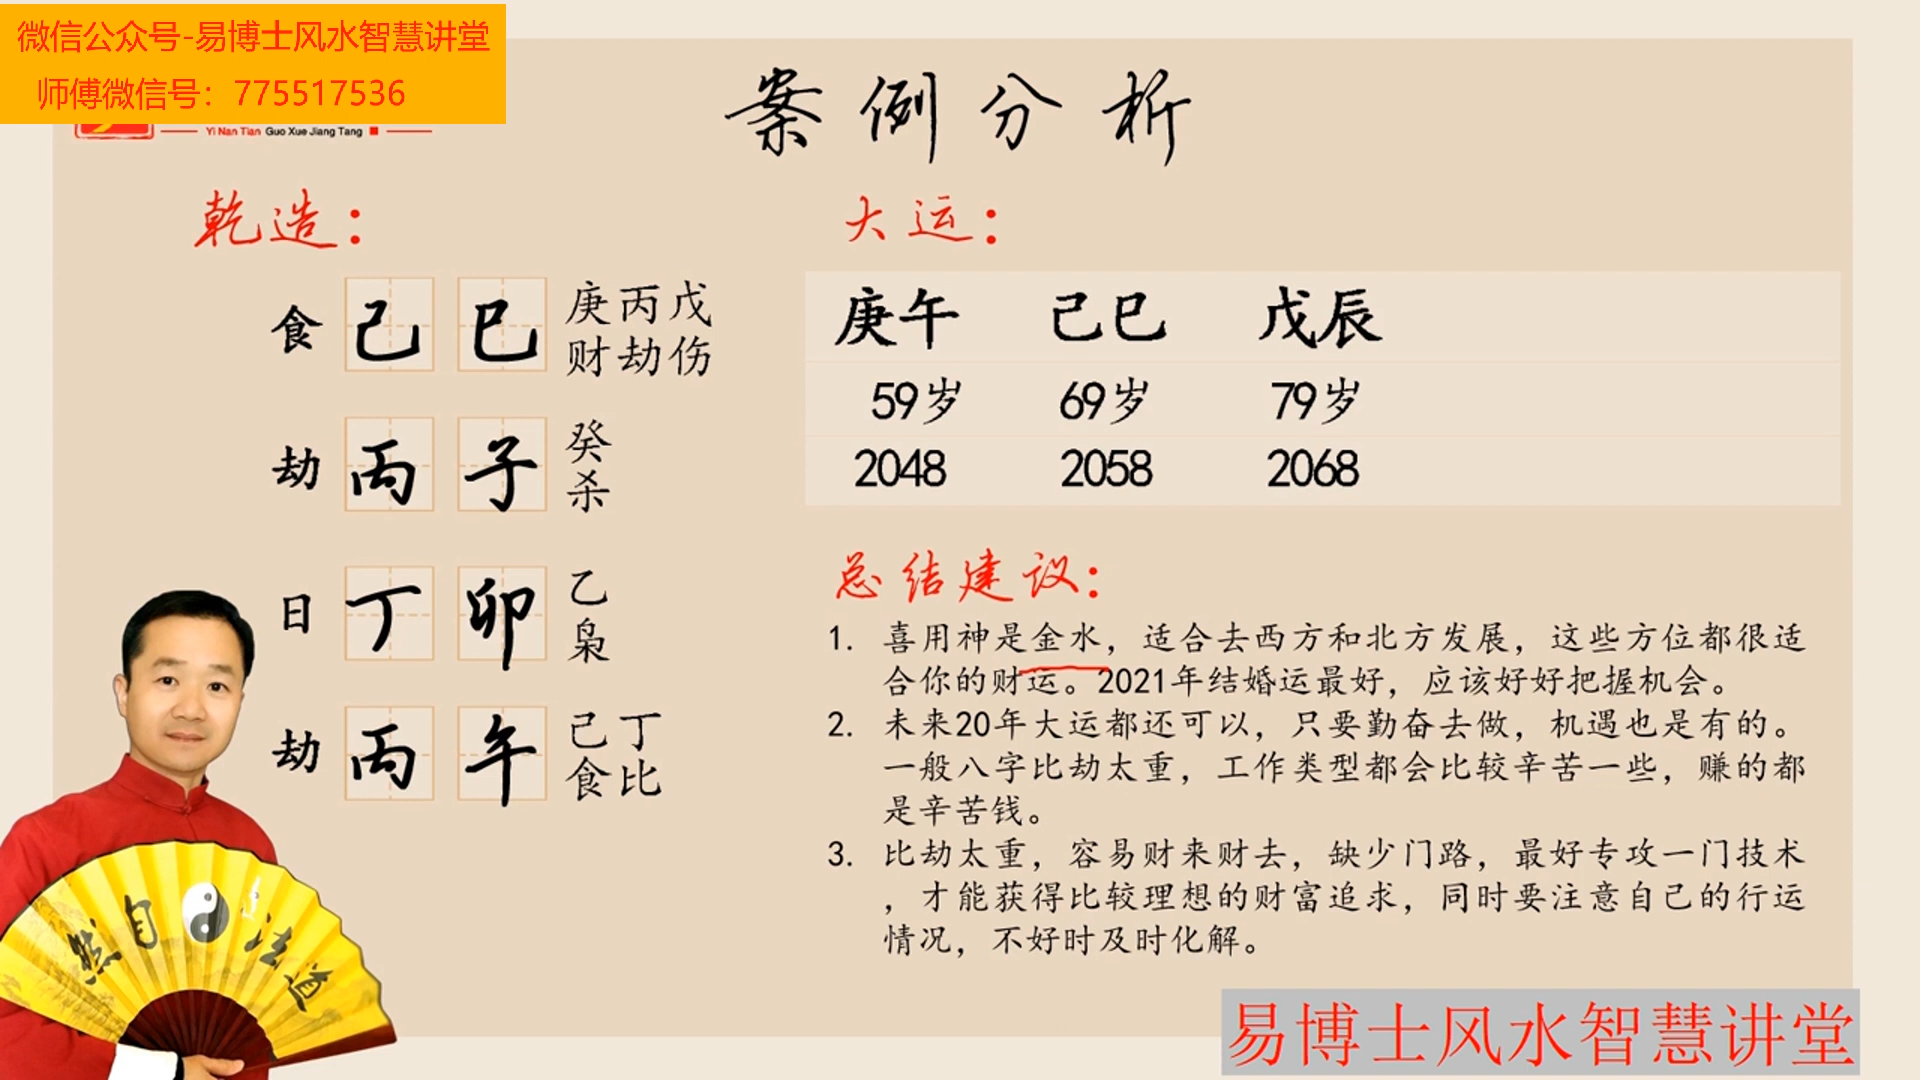 微信公众号-易博士风水智慧讲堂
师傅微信号：775517536
Yi Nan Tian Guo Xue Jiang Tang
案例分析
乾造：
食 己 巳 庚丙戊
财劫伤
劫 丙 子 癸
杀
日 丁 卯 乙
枭
劫 丙 午 己丁
食比
大运：
庚午 己巳 戊辰
59岁 69岁 79岁
2048 2058 2068
总结建议：
1. 喜用神是金水，适合去西方和北方发展，这些方位都很适
合你的财运。2021年结婚运最好，应该好好把握机会。
2. 未来20年大运都还可以，只要勤奋去做，机遇也是有的。
一般八字比劫太重，工作类型都会比较辛苦一些，赚的都
是辛苦钱。
3. 比劫太重，容易财来财去，缺少门路，最好专攻一门技术
，才能获得比较理想的财富追求，同时要注意自己的行运
情况，不好时及时化解。
然自法道
易博士风水智慧讲堂